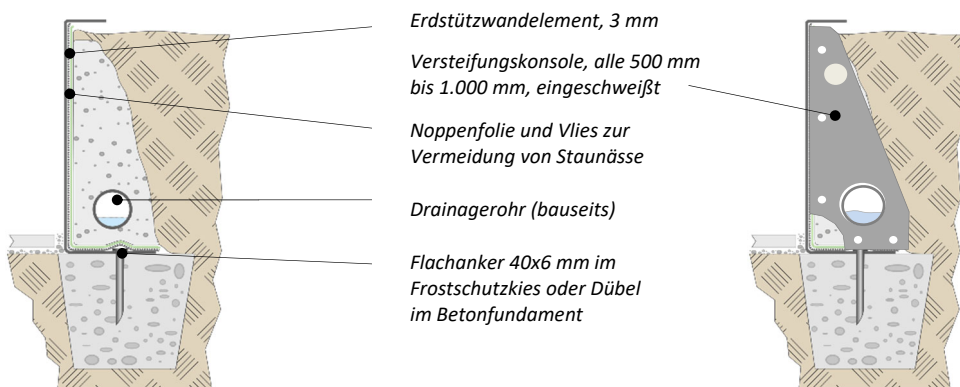 Erdstützwandelement, 3 mm
Versteifungskonsole, alle 500 mm
bis 1.000 mm, eingeschweißt
Noppenfolie und Vlies zur
Vermeidung von Staunässe
Drainagerohr (bauseits)
Flachanker 40x6 mm im
Frostschutzkies oder Dübel
im Betonfundament